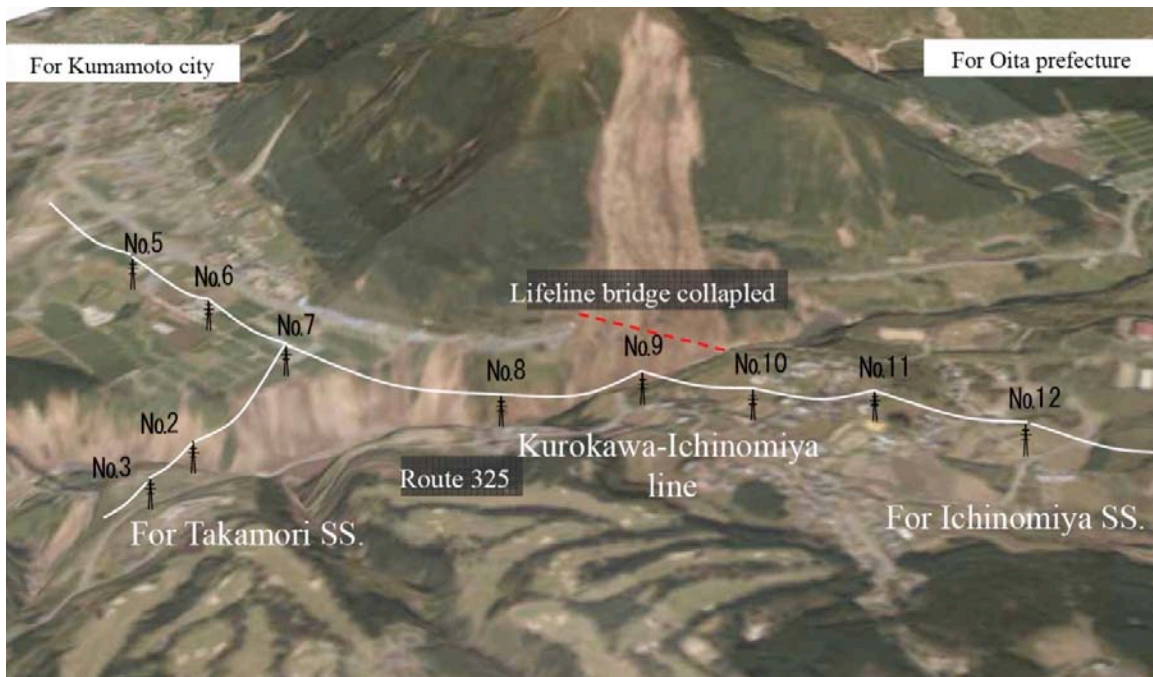 For Kumamoto city
For Oita prefecture
No.5
No.6
Lifeline bridge collapled
No.7
No.8
No.9
No.10
No.11
No.12
No.2
No.3
Kurokawa-Ichinomiya
line
Route 325
For Takamori SS.
For Ichinomiya SS.